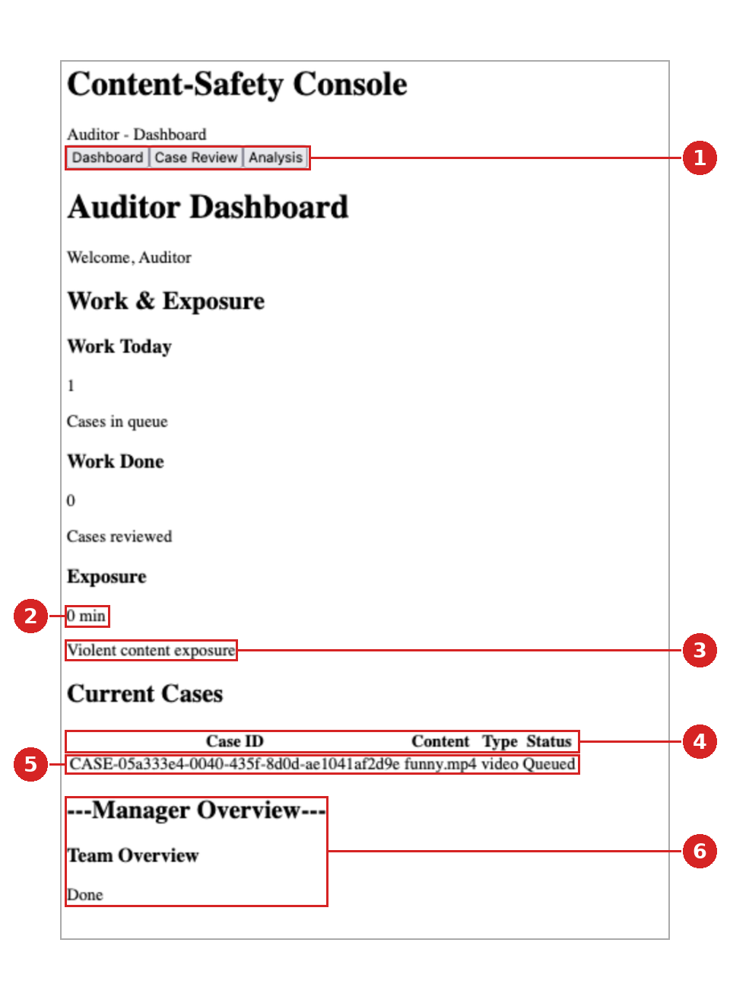 Content-Safety Console
Auditor - Dashboard
Dashboard Case Review Analysis
1
Auditor Dashboard
Welcome, Auditor
Work & Exposure
Work Today
1
Cases in queue
Work Done
0
Cases reviewed
Exposure
2
0 min
Violent content exposure
3
Current Cases
Case ID Content Type Status
4
5
CASE-05a333e4-0040-435f-8d0d-ae1041af2d9e funny.mp4 video Queued
---Manager Overview---
Team Overview
6
Done